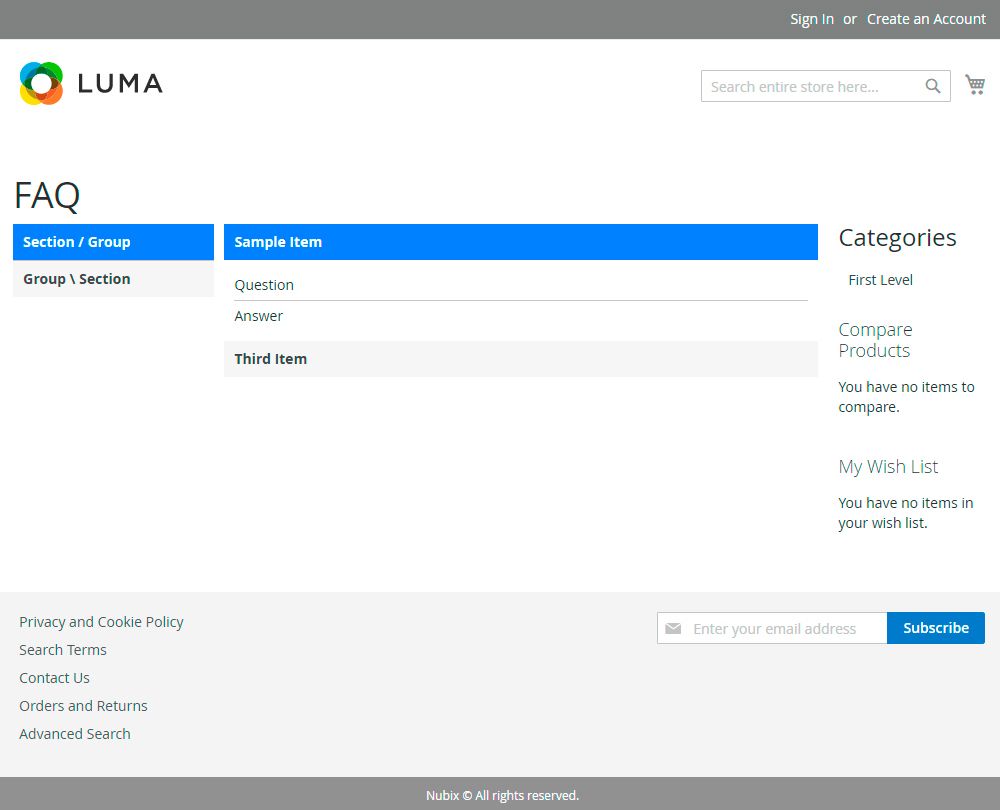 Sign In or Create an Account
LUMA
Search entire store here...
FAQ
Section / Group
Group \ Section
Sample Item
Question
Answer
Third Item
Categories
First Level
Compare
Products
You have no items to
compare.
My Wish List
You have no items in
your wish list.
Privacy and Cookie Policy
Search Terms
Contact Us
Orders and Returns
Advanced Search
Enter your email address
Subscribe
Nubix © All rights reserved.